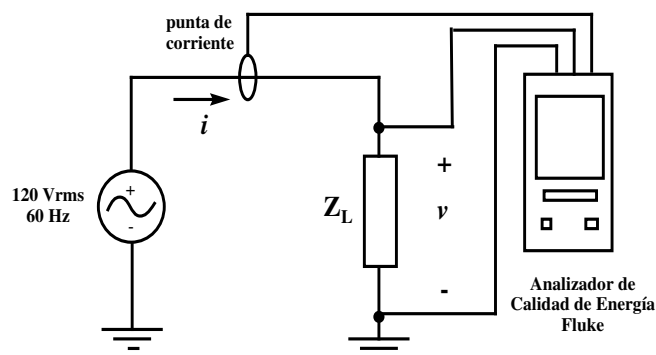 punta de
corriente
i
120 Vrms
60 Hz
+
-
Z_L
+
v
-
Analizador de
Calidad de Energía
Fluke